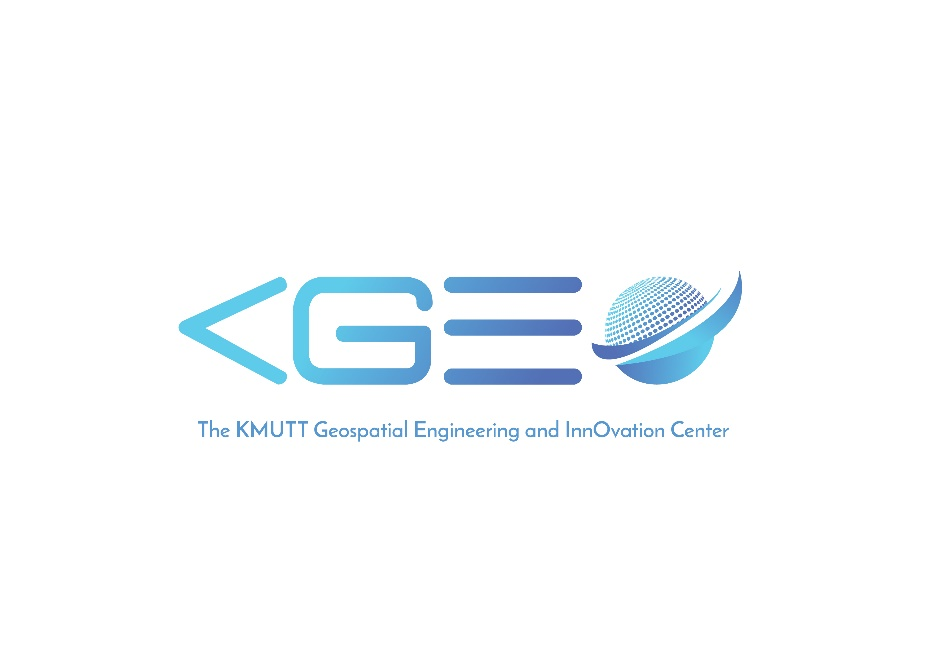 KGEO
The KMUTT Geospatial Engineering and InnOvation Center